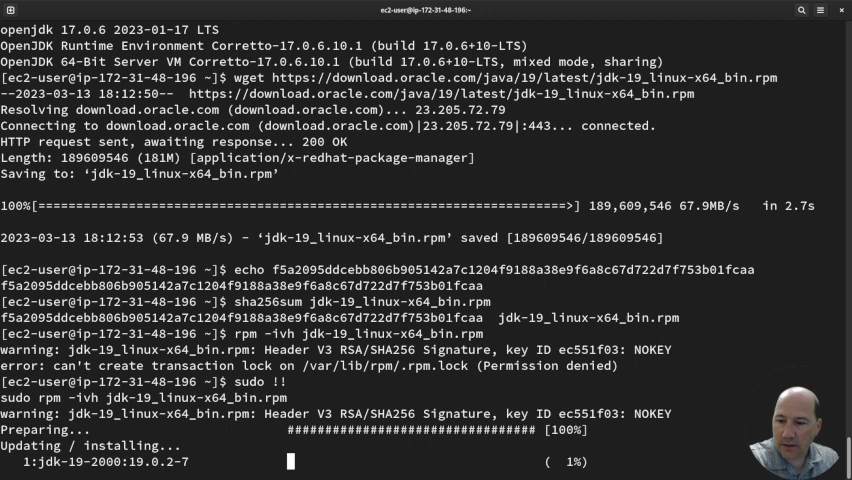 ec2-user@ip-172-31-48-196:~
openjdk 17.0.6 2023-01-17 LTS
OpenJDK Runtime Environment Corretto-17.0.6.10.1 (build 17.0.6+10-LTS)
OpenJDK 64-Bit Server VM Corretto-17.0.6.10.1 (build 17.0.6+10-LTS, mixed mode, sharing)
[ec2-user@ip-172-31-48-196 ~]$ wget https://download.oracle.com/java/19/latest/jdk-19_linux-x64_bin.rpm
--2023-03-13 18:12:50--  https://download.oracle.com/java/19/latest/jdk-19_linux-x64_bin.rpm
Resolving download.oracle.com (download.oracle.com)... 23.205.72.79
Connecting to download.oracle.com (download.oracle.com)|23.205.72.79|:443... connected.
HTTP request sent, awaiting response... 200 OK
Length: 189609546 (181M) [application/x-redhat-package-manager]
Saving to: ‘jdk-19_linux-x64_bin.rpm’
100%[=======================================================>] 189,609,546 67.9MB/s   in 2.7s
2023-03-13 18:12:53 (67.9 MB/s) - ‘jdk-19_linux-x64_bin.rpm’ saved [189609546/189609546]
[ec2-user@ip-172-31-48-196 ~]$ echo f5a2095ddcebb806b905142a7c1204f9188a38e9f6a8c67d722d7f753b01fcaa
f5a2095ddcebb806b905142a7c1204f9188a38e9f6a8c67d722d7f753b01fcaa
[ec2-user@ip-172-31-48-196 ~]$ sha256sum jdk-19_linux-x64_bin.rpm
f5a2095ddcebb806b905142a7c1204f9188a38e9f6a8c67d722d7f753b01fcaa  jdk-19_linux-x64_bin.rpm
[ec2-user@ip-172-31-48-196 ~]$ rpm -ivh jdk-19_linux-x64_bin.rpm
warning: jdk-19_linux-x64_bin.rpm: Header V3 RSA/SHA256 Signature, key ID ec551f03: NOKEY
error: can't create transaction lock on /var/lib/rpm/.rpm.lock (Permission denied)
[ec2-user@ip-172-31-48-196 ~]$ sudo !!
sudo rpm -ivh jdk-19_linux-x64_bin.rpm
warning: jdk-19_linux-x64_bin.rpm: Header V3 RSA/SHA256 Signature, key ID ec551f03: NOKEY
Preparing...                          ################################# [100%]
Updating / installing...
   1:jdk-19-2000:19.0.2-7                                            (  1%)